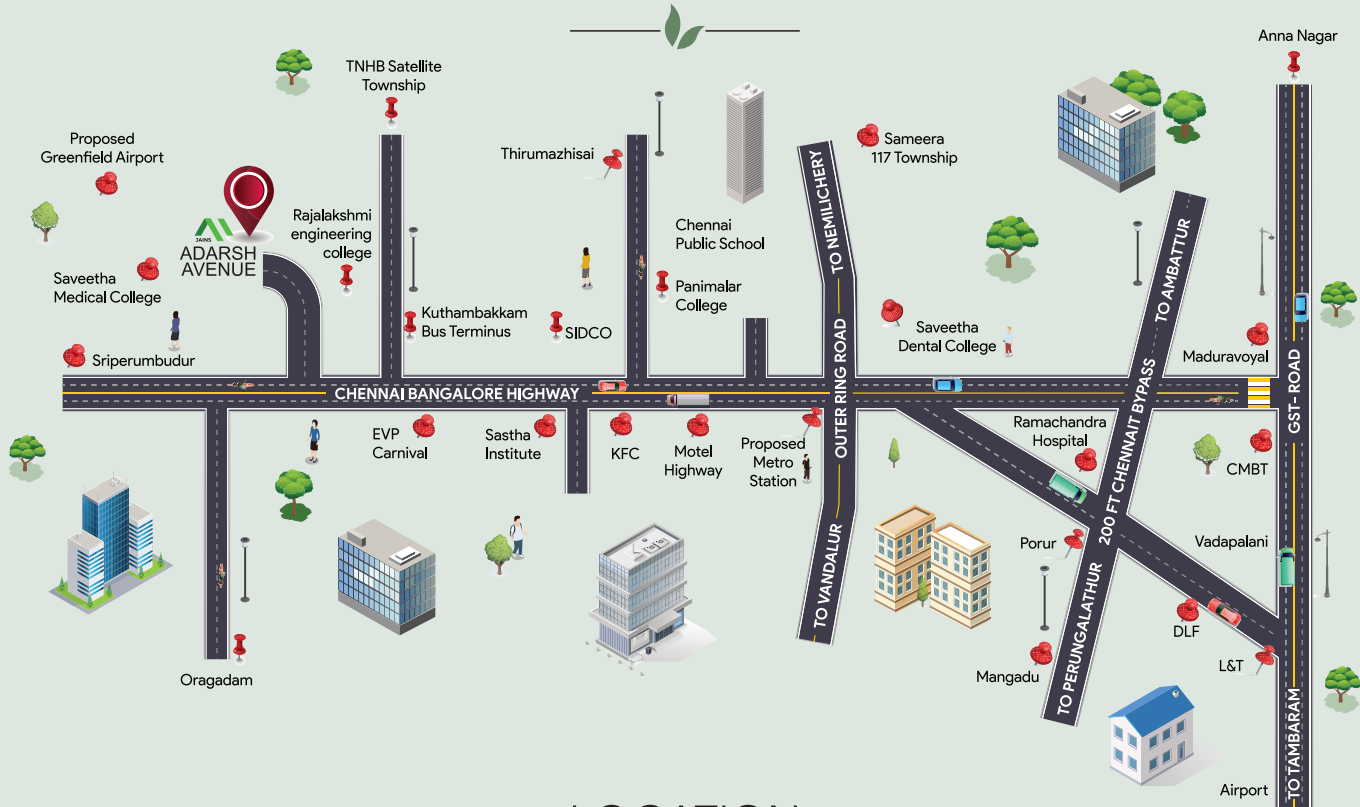 Anna Nagar
TNHB Satellite
Township
Proposed
Greenfield Airport
Thirumazhisai
Sameera
117 Township
JAINS
ADARSH
AVENUE
Rajalakshmi
engineering
college
Chennai
Public School
TO NEMILICHERY
TO AMBATTUR
Saveetha
Medical College
Panimalar
College
Kuthambakkam
Bus Terminus
SIDCO
Saveetha
Dental College
Maduravoyal
Sriperumbudur
CHENNAI BANGALORE HIGHWAY
OUTER RING ROAD
200 FT CHENNAIT BYPASS
GST-ROAD
EVP
Carnival
Sastha
Institute
KFC
Motel
Highway
Proposed
Metro
Station
Ramachandra
Hospital
CMBT
Porur
Vadapalani
TO VANDALUR
DLF
L&T
Oragadam
Mangadu
TO PERUNGALATHUR
TO TAMBARAM
Airport